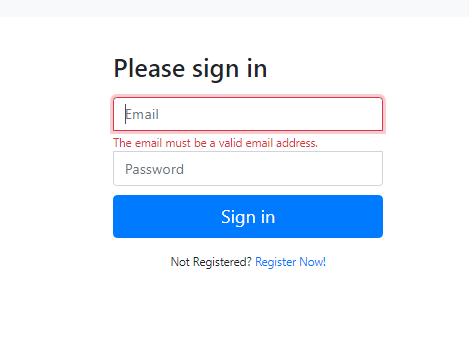 Please sign in
Email
The email must be a valid email address.
Password
Sign in
Not Registered? Register Now!